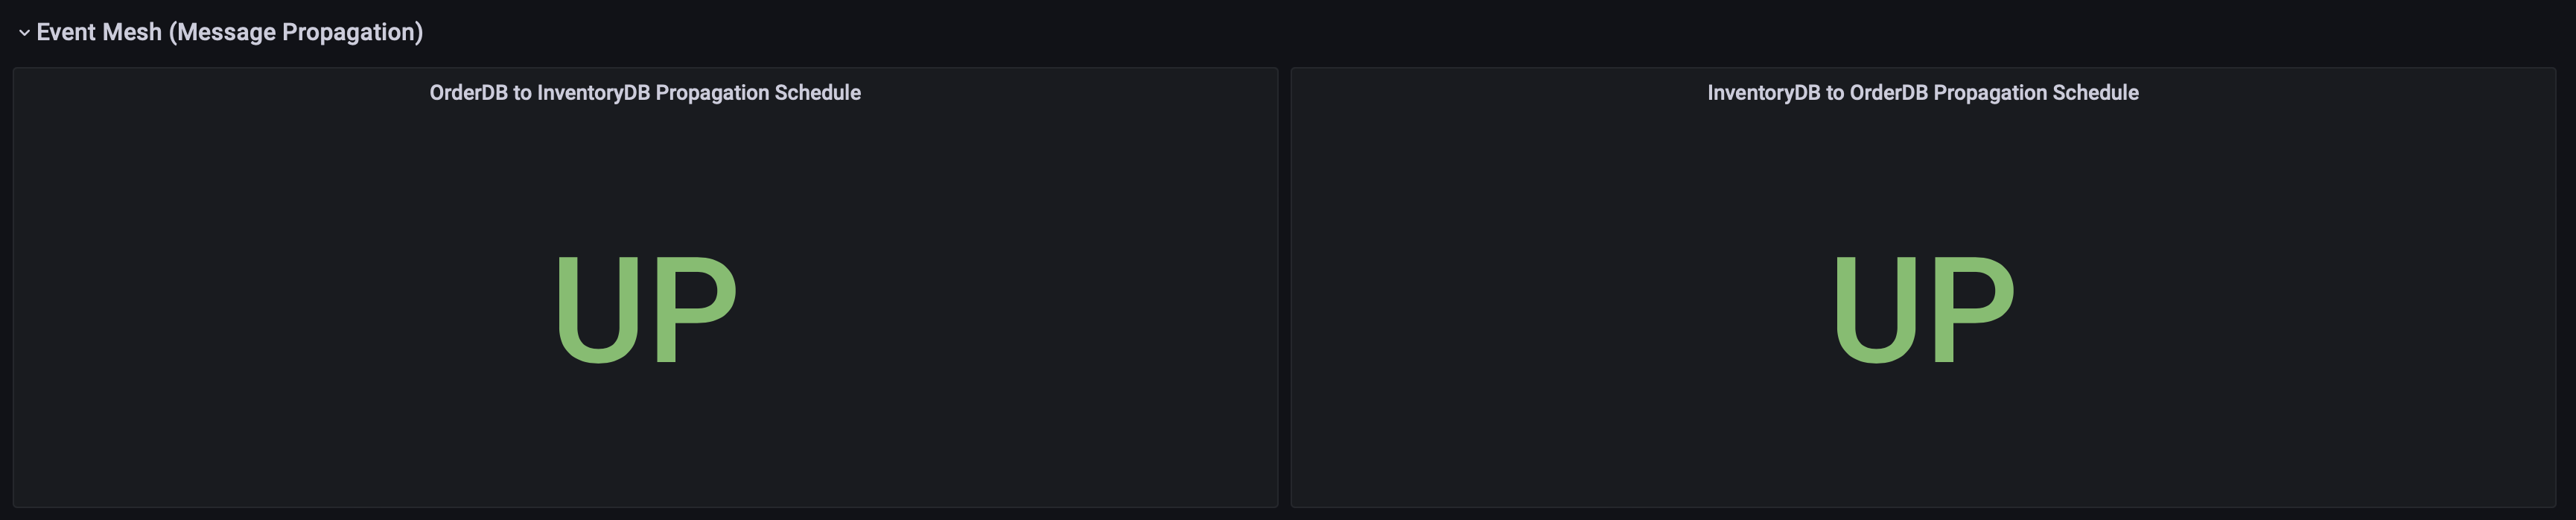 Event Mesh (Message Propagation)
OrderDB to InventoryDB Propagation Schedule
UP
InventoryDB to OrderDB Propagation Schedule
UP